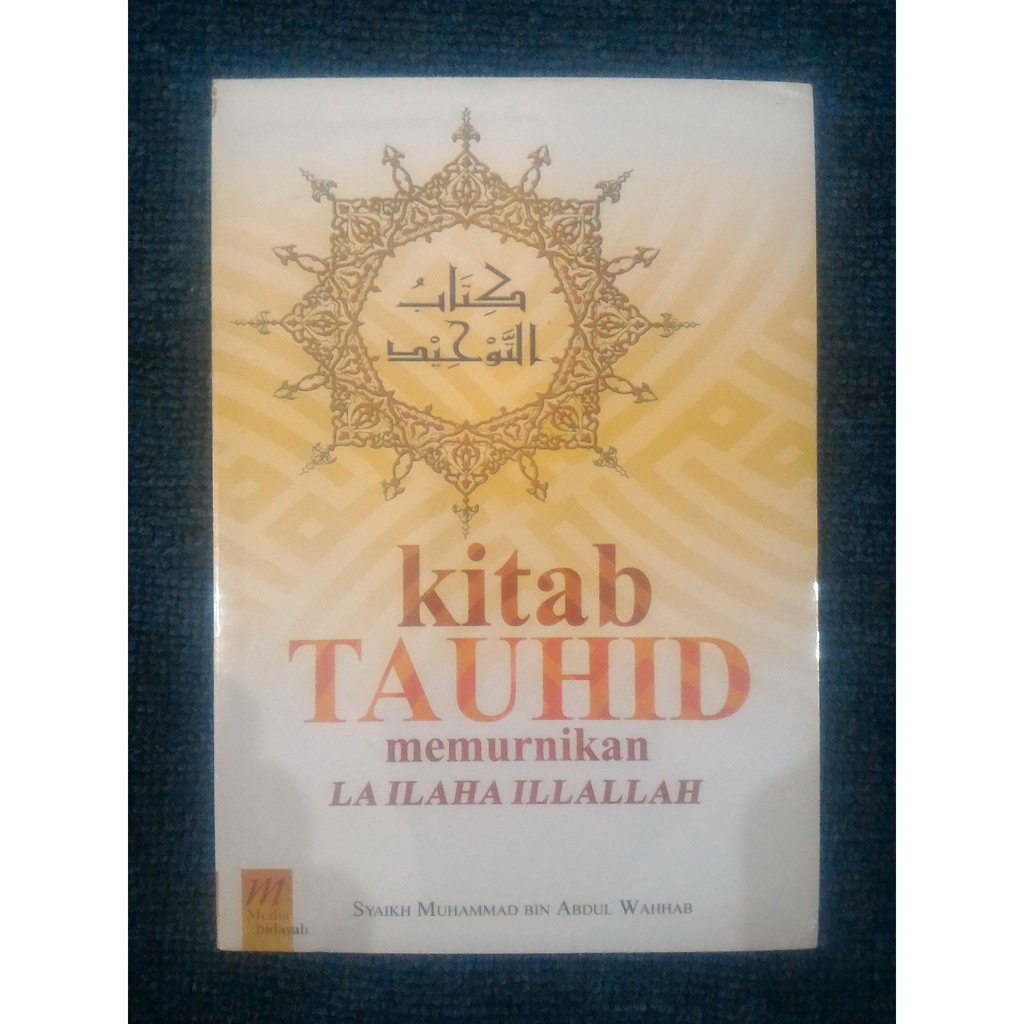 كِتَابُ
التَّوْحِيْد
kitab
TAUHID
memurnikan
LA ILAHA ILLALLAH
SYAIKH MUHAMMAD BIN ABDUL WAHHAB
m
Media
hidayah